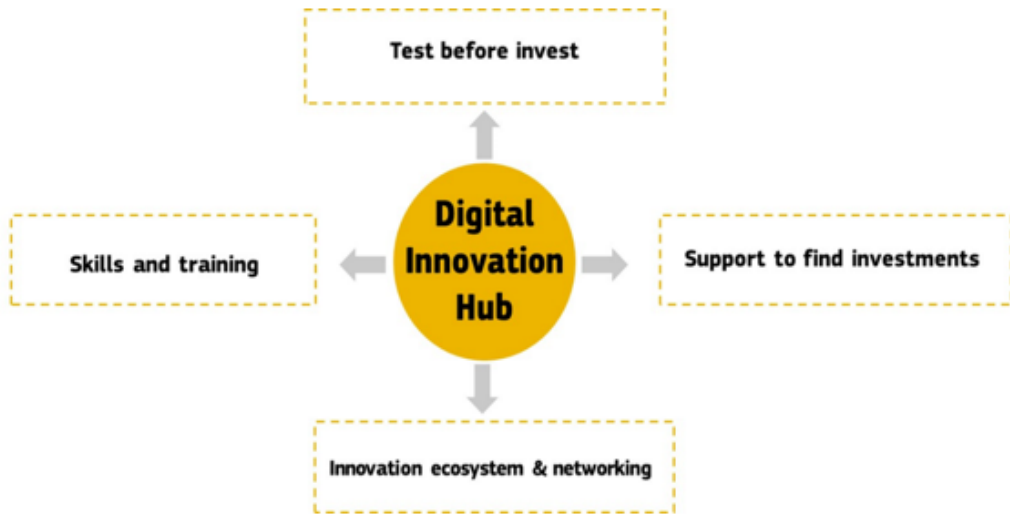 Test before invest
Digital
Innovation
Hub
Skills and training
Support to find investments
Innovation ecosystem & networking